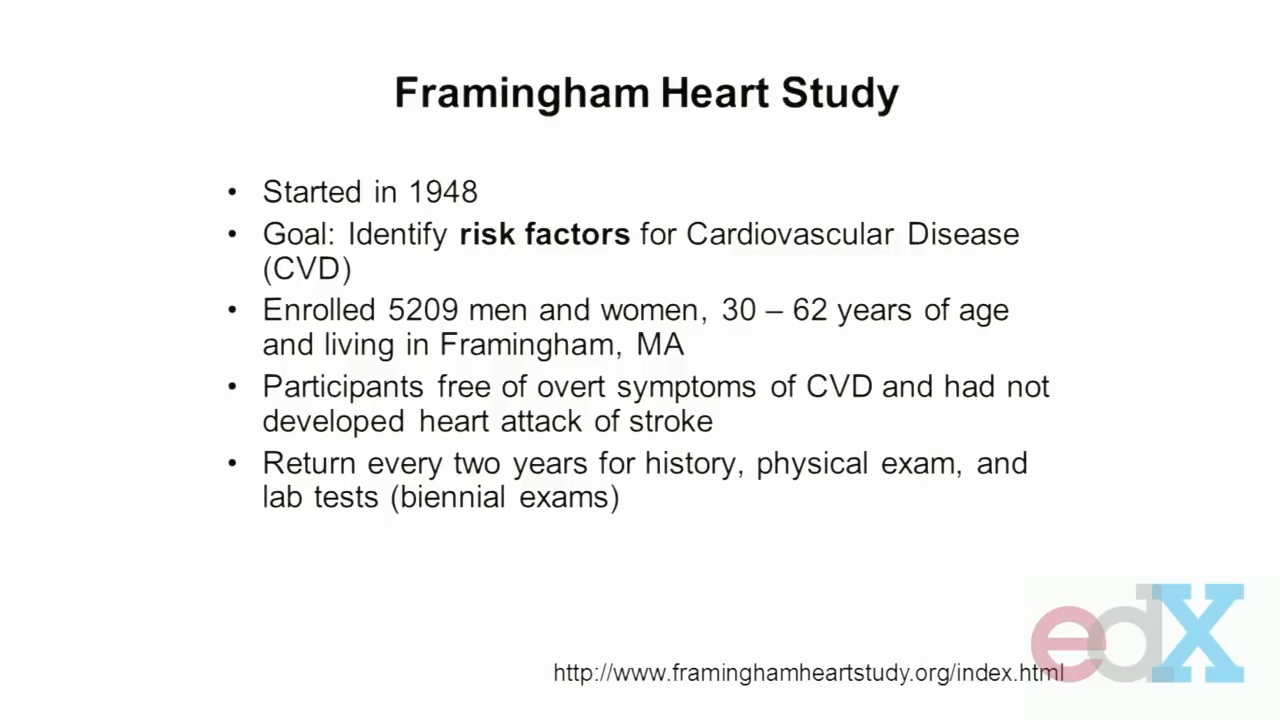 Framingham Heart Study
• Started in 1948
• Goal: Identify risk factors for Cardiovascular Disease
(CVD)
• Enrolled 5209 men and women, 30 – 62 years of age
and living in Framingham, MA
• Participants free of overt symptoms of CVD and had not
developed heart attack of stroke
• Return every two years for history, physical exam, and
lab tests (biennial exams)
edX
http://www.framinghamheartstudy.org/index.html